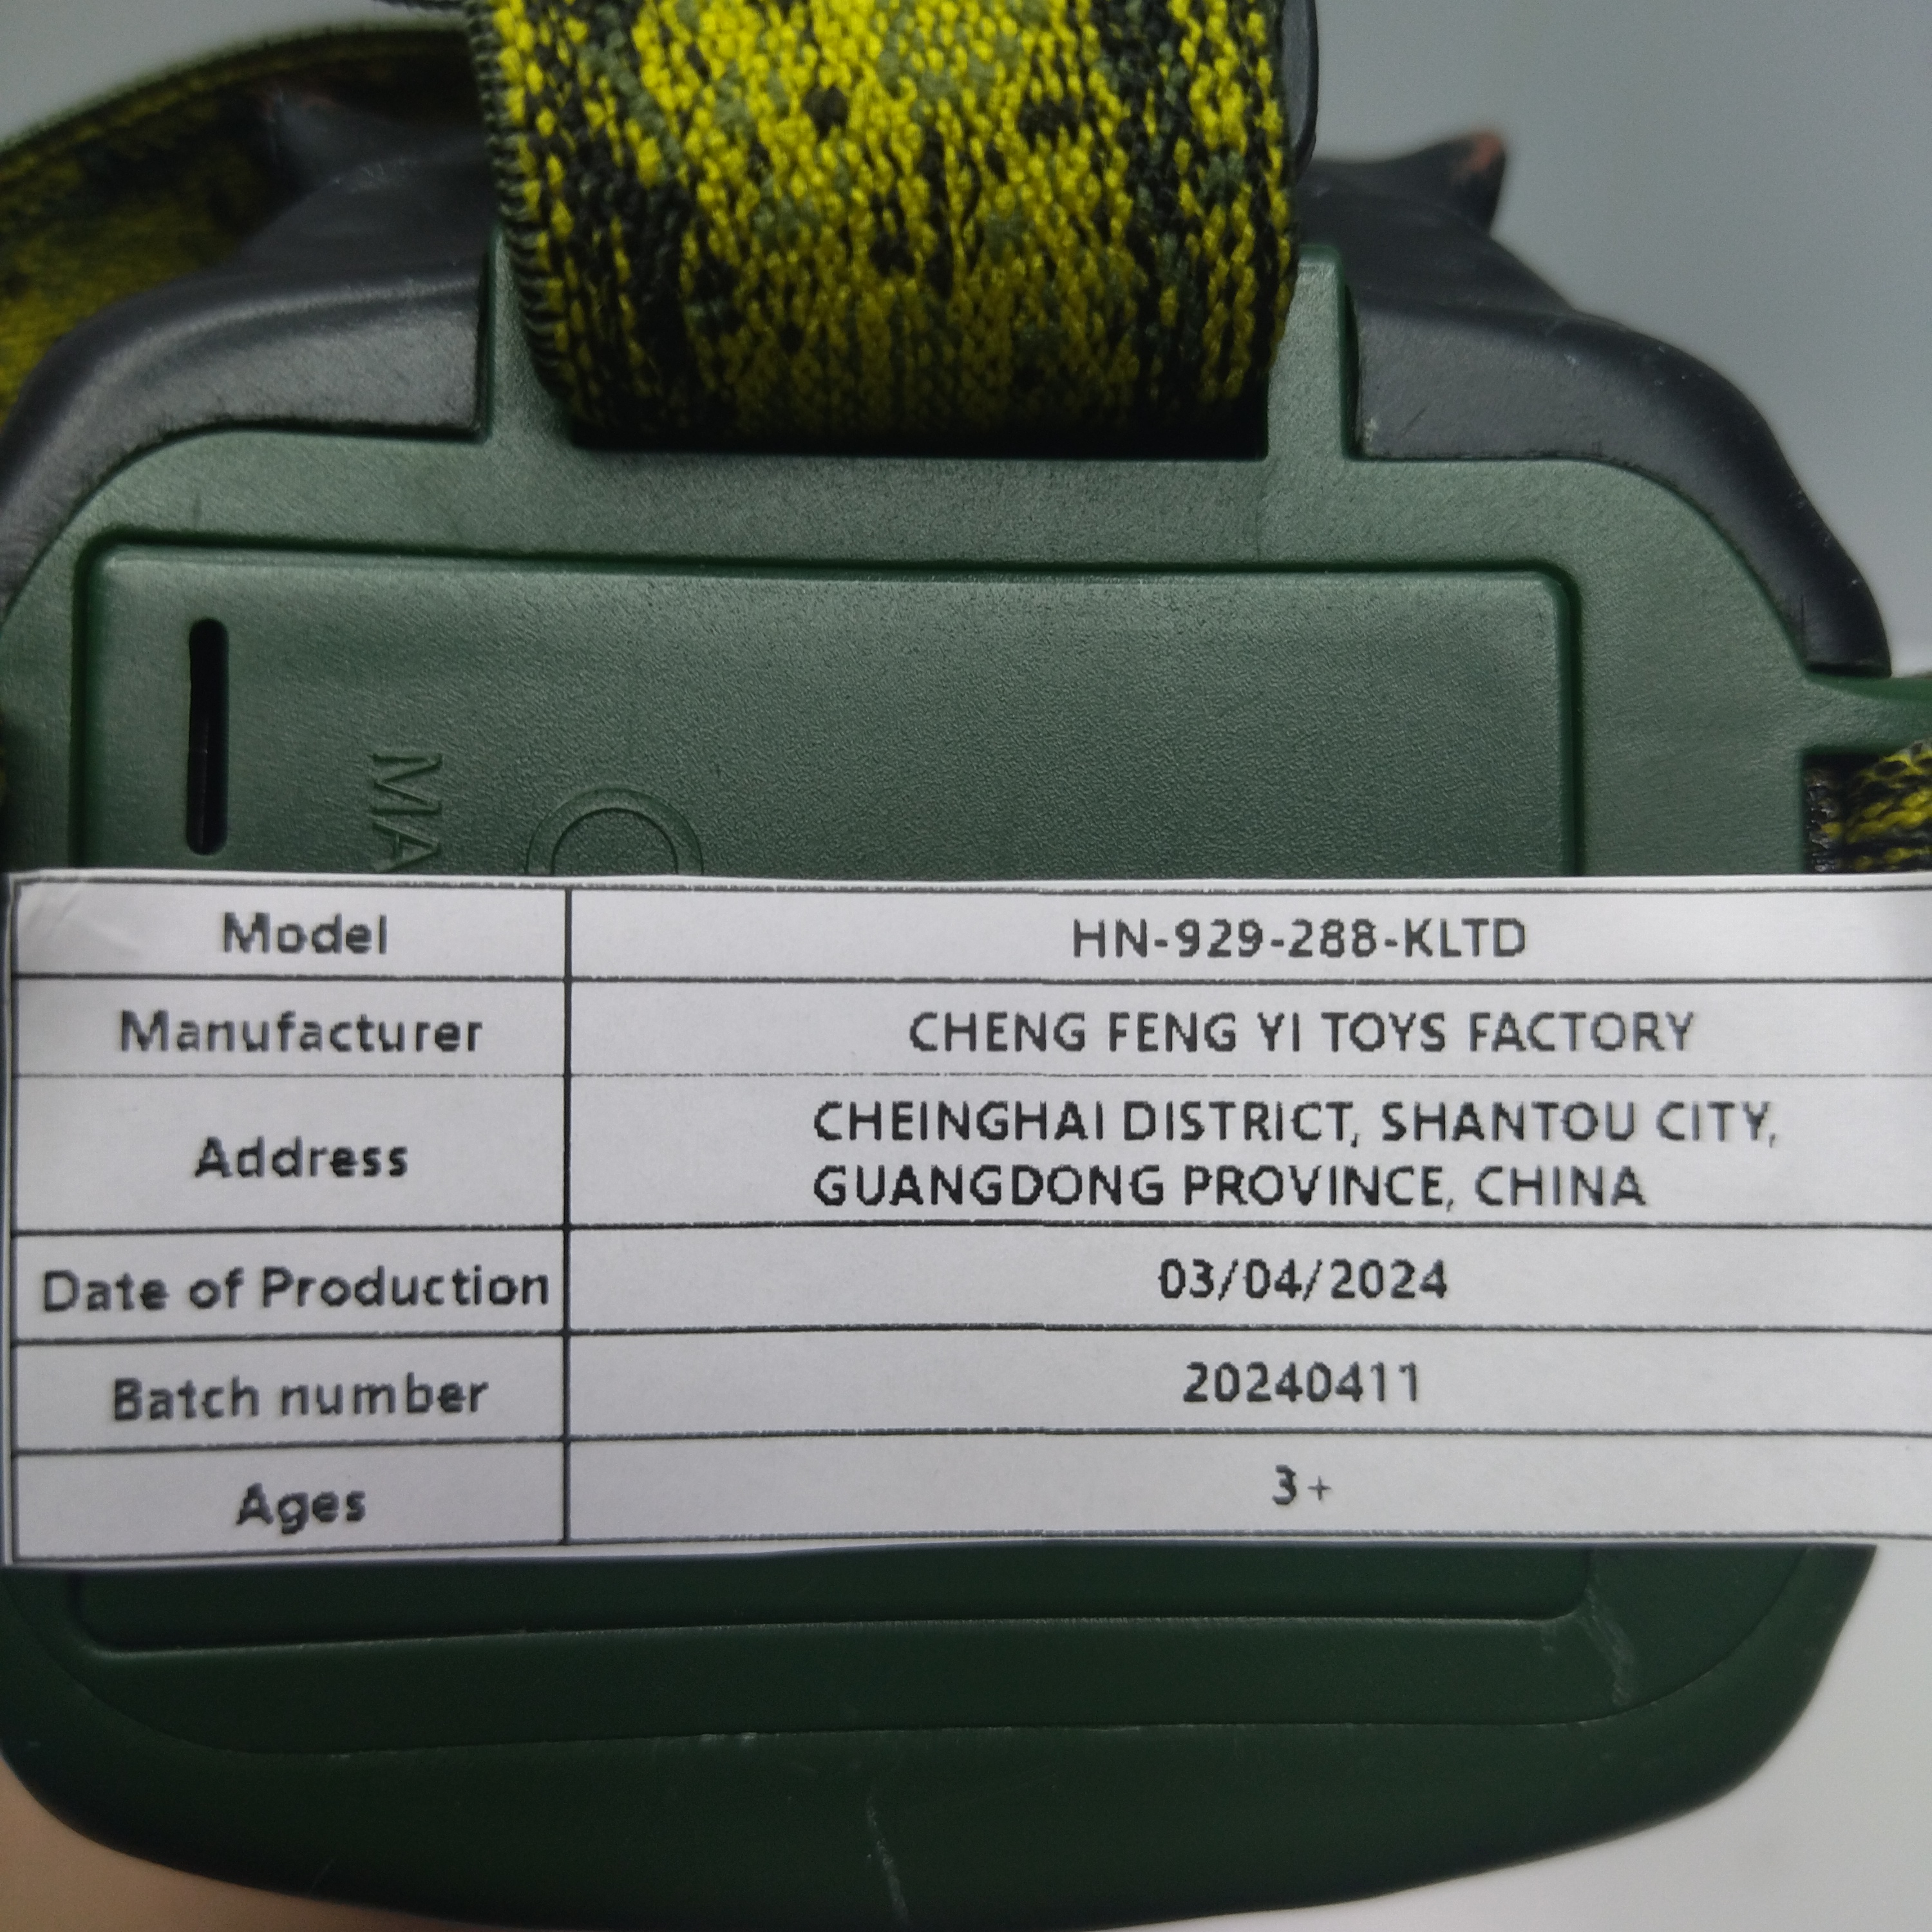 MA
Model HN-929-288-KLTD
Manufacturer CHENG FENG YI TOYS FACTORY
Address CHEINGHAI DISTRICT, SHANTOU CITY,
GUANGDONG PROVINCE, CHINA
Date of Production 03/04/2024
Batch number 20240411
Ages 3+